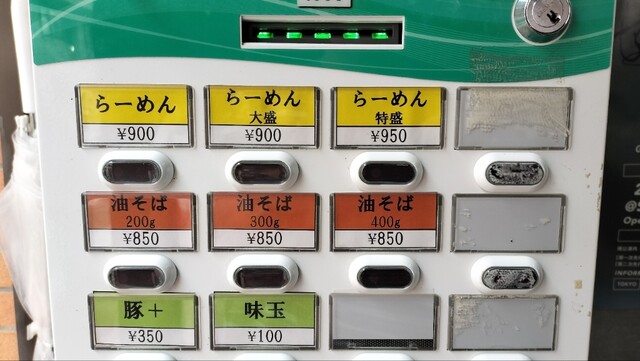 らーめん
¥900
らーめん
大盛
¥900
らーめん
特盛
¥950
油そば
200g
¥850
油そば
300g
¥850
油そば
400g
¥850
豚+
¥350
味玉
¥100